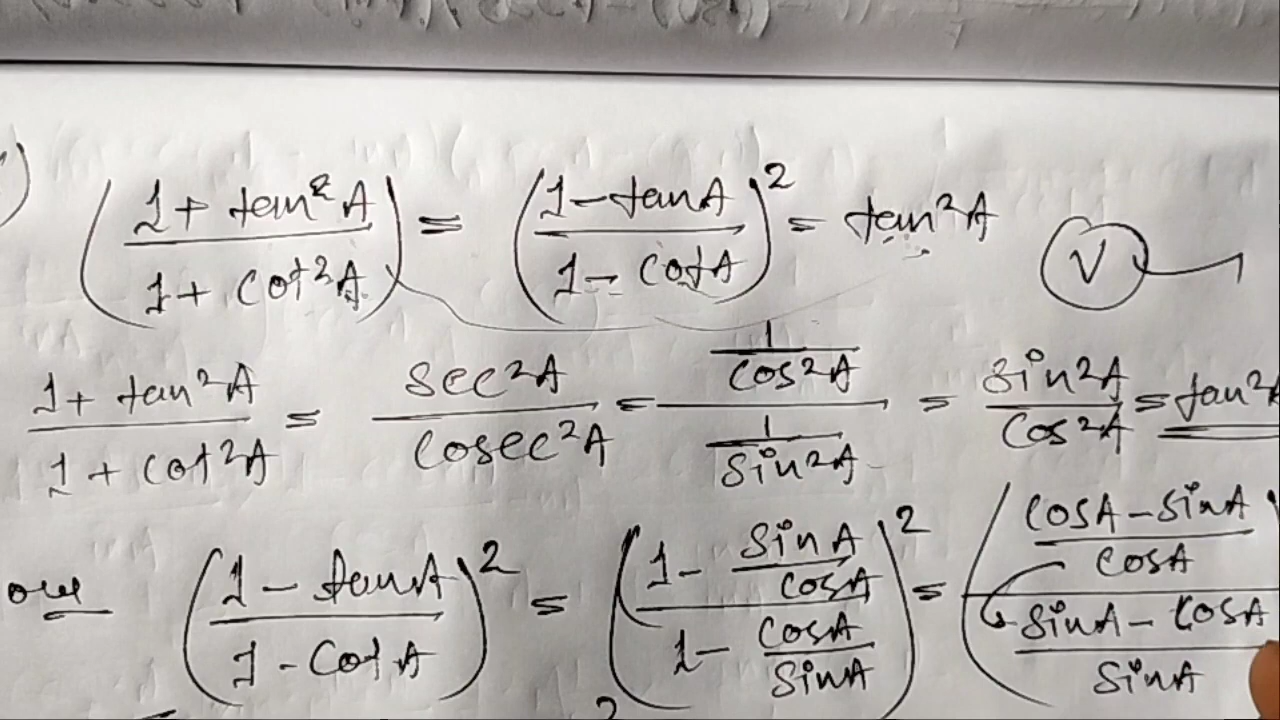 (1 + tan²A / 1 + cot²A) = (1 - tanA / 1 - cotA)² = tan²A (V)
1 + tan²A / 1 + cot²A = sec²A / cosec²A = (1 / cos²A) / (1 / sin²A) = sin²A / cos²A = tan²A
(1 - tanA / 1 - cotA)² = (1 - sinA / cosA / 1 - cosA / sinA)² = (cosA - sinA / cosA / sinA - cosA / sinA
2